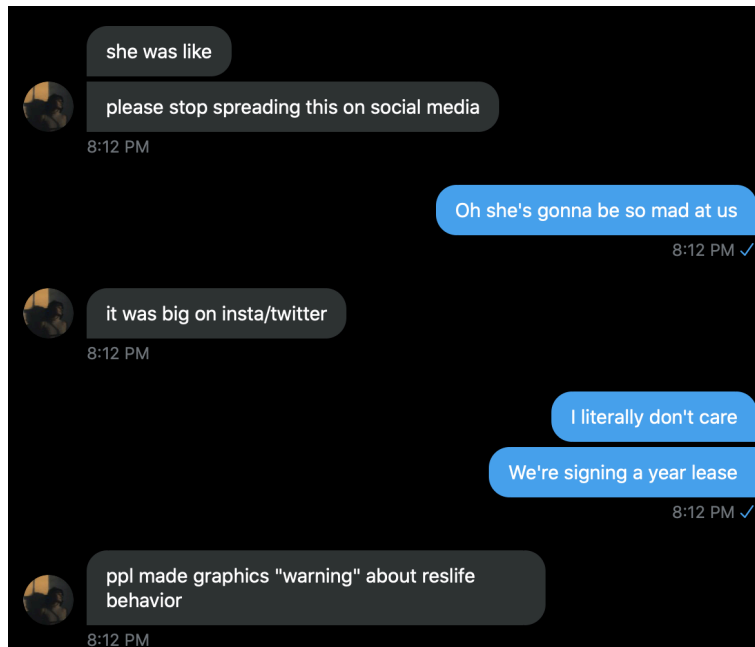 she was like
please stop spreading this on social media
8:12 PM
Oh she's gonna be so mad at us
8:12 PM ✓
it was big on insta/twitter
8:12 PM
I literally don't care
We're signing a year lease
8:12 PM ✓
ppl made graphics "warning" about reslife
behavior
8:12 PM